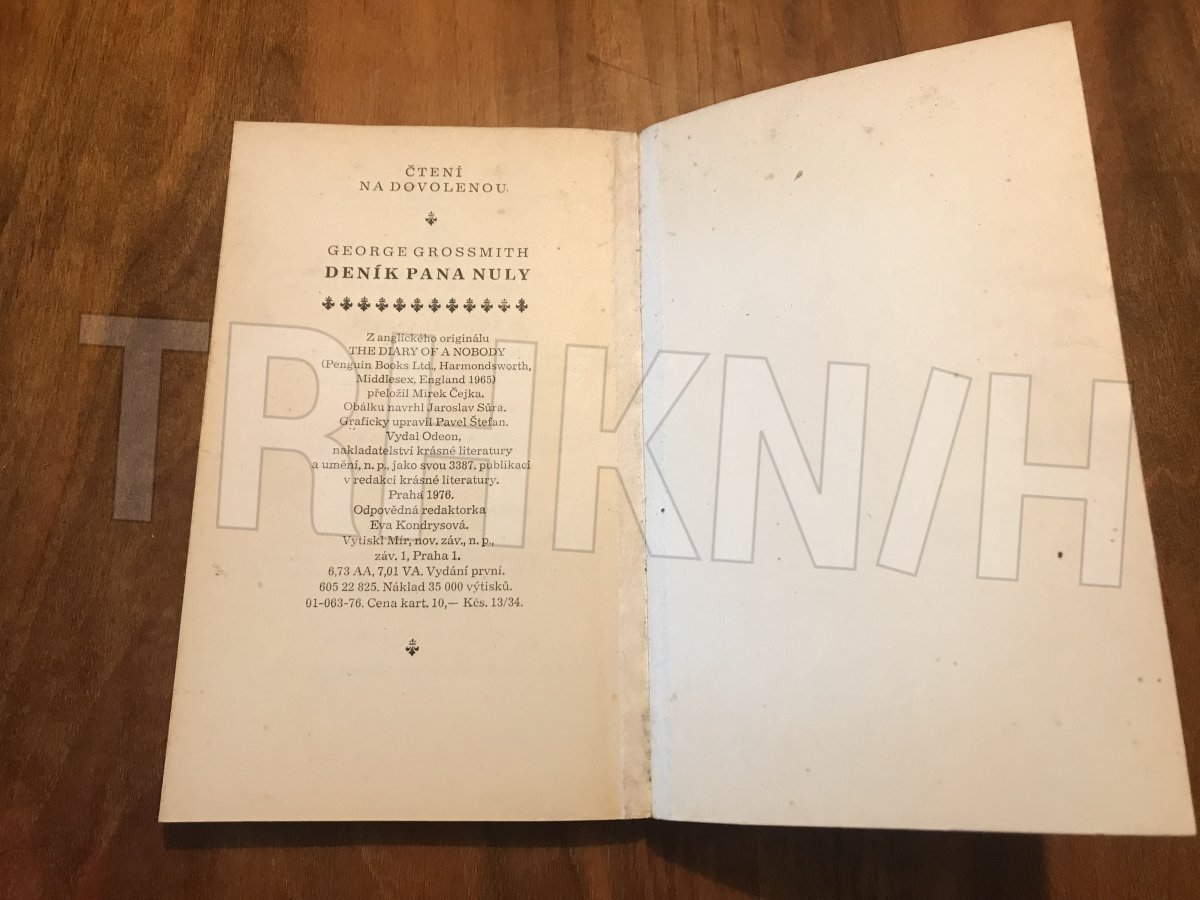 ČTENÍ
NA DOVOLENOU
GEORGE GROSSMITH
DENÍK PANA NULY
Z anglického originálu
THE DIARY OF A NOBODY
(Penguin Books Ltd., Harmondsworth,
Middlesex, England 1965)
přeložil Mirek Čejka.
Obálku navrhl Jaroslav Sůra.
Graficky upravil Pavel Štefan.
Vydal Odeon,
nakladatelství krásné literatury
a umění, n. p., jako svou 3387. publikaci
v redakci krásné literatury.
Praha 1976.
Odpovědná redaktorka
Eva Kondrysová.
Vytiskl Mír, nov. záv., n. p.,
záv. 1, Praha 1.
6,73 AA, 7,01 VA. Vydání první.
605 22 825. Náklad 35 000 výtisků.
01-063-76. Cena kart. 10,— Kčs. 13/34.
TRHKNIH